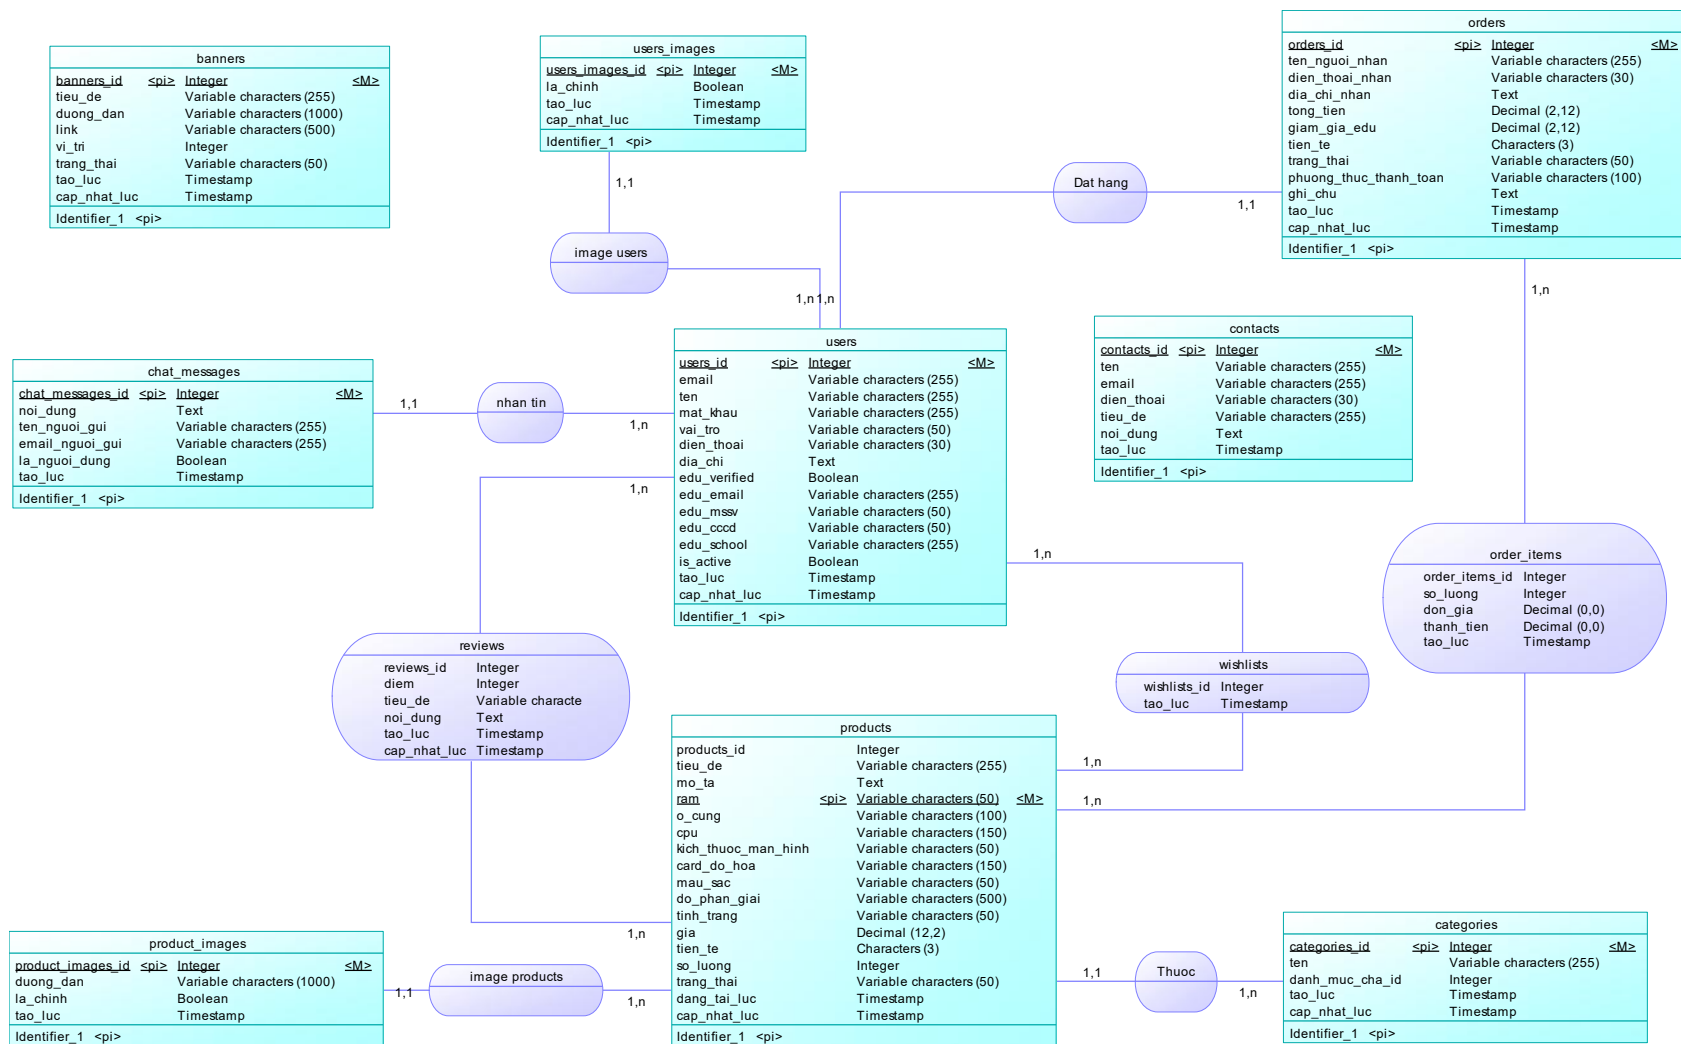 banners
banners_id <pi> Integer <M>
tieu_de Variable characters (255)
duong_dan Variable characters (1000)
link Variable characters (500)
vi_tri Integer
trang_thai Variable characters (50)
tao_luc Timestamp
cap_nhat_luc Timestamp
Identifier_1 <pi>
users_images
users_images_id <pi> Integer <M>
la_chinh Boolean
tao_luc Timestamp
cap_nhat_luc Timestamp
Identifier_1 <pi>
orders
orders_id <pi> Integer <M>
ten_nguoi_nhan Variable characters (255)
dien_thoai_nhan Variable characters (30)
dia_chi_nhan Text
tong_tien Decimal (2,12)
giam_gia_edu Decimal (2,12)
tien_te Characters (3)
trang_thai Variable characters (50)
phuong_thuc_thanh_toan Variable characters (100)
ghi_chu Text
tao_luc Timestamp
cap_nhat_luc Timestamp
Identifier_1 <pi>
1,1
Dat hang
1,1
image users
1,n
1,n
1,n
chat_messages
chat_messages_id <pi> Integer <M>
noi_dung Text
ten_nguoi_gui Variable characters (255)
email_nguoi_gui Variable characters (255)
la_nguoi_dung Boolean
tao_luc Timestamp
Identifier_1 <pi>
1,1
nhan tin
1,n
users
users_id <pi> Integer <M>
email Variable characters (255)
ten Variable characters (255)
mat_khau Variable characters (255)
vai_tro Variable characters (50)
dien_thoai Variable characters (30)
dia_chi Text
edu_verified Boolean
edu_email Variable characters (255)
edu_mssv Variable characters (50)
edu_cccd Variable characters (50)
edu_school Variable characters (255)
is_active Boolean
tao_luc Timestamp
cap_nhat_luc Timestamp
Identifier_1 <pi>
contacts
contacts_id <pi> Integer <M>
ten Variable characters (255)
email Variable characters (255)
dien_thoai Variable characters (30)
tieu_de Variable characters (255)
noi_dung Text
tao_luc Timestamp
Identifier_1 <pi>
1,n
1,n
order_items
order_items_id Integer
so_luong Integer
don_gia Decimal (0,0)
thanh_tien Decimal (0,0)
tao_luc Timestamp
reviews
reviews_id Integer
diem Integer
tieu_de Variable characte
noi_dung Text
tao_luc Timestamp
cap_nhat_luc Timestamp
wishlists
wishlists_id Integer
tao_luc Timestamp
1,n
1,n
products
products_id Integer
tieu_de Variable characters (255)
mo_ta Text
ram <pi> Variable characters (50) <M>
o_cung Variable characters (100)
cpu Variable characters (150)
kich_thuoc_man_hinh Variable characters (50)
card_do_hoa Variable characters (150)
mau_sac Variable characters (50)
do_phan_giai Variable characters (500)
tinh_trang Variable characters (50)
gia Decimal (12,2)
tien_te Characters (3)
so_luong Integer
trang_thai Variable characters (50)
dang_tai_luc Timestamp
cap_nhat_luc Timestamp
Identifier_1 <pi>
1,n
product_images
product_images_id <pi> Integer <M>
duong_dan Variable characters (1000)
la_chinh Boolean
tao_luc Timestamp
Identifier_1 <pi>
1,1
image products
1,n
1,1
Thuoc
1,n
categories
categories_id <pi> Integer <M>
ten Variable characters (255)
danh_muc_cha_id Integer
tao_luc Timestamp
cap_nhat_luc Timestamp
Identifier_1 <pi>